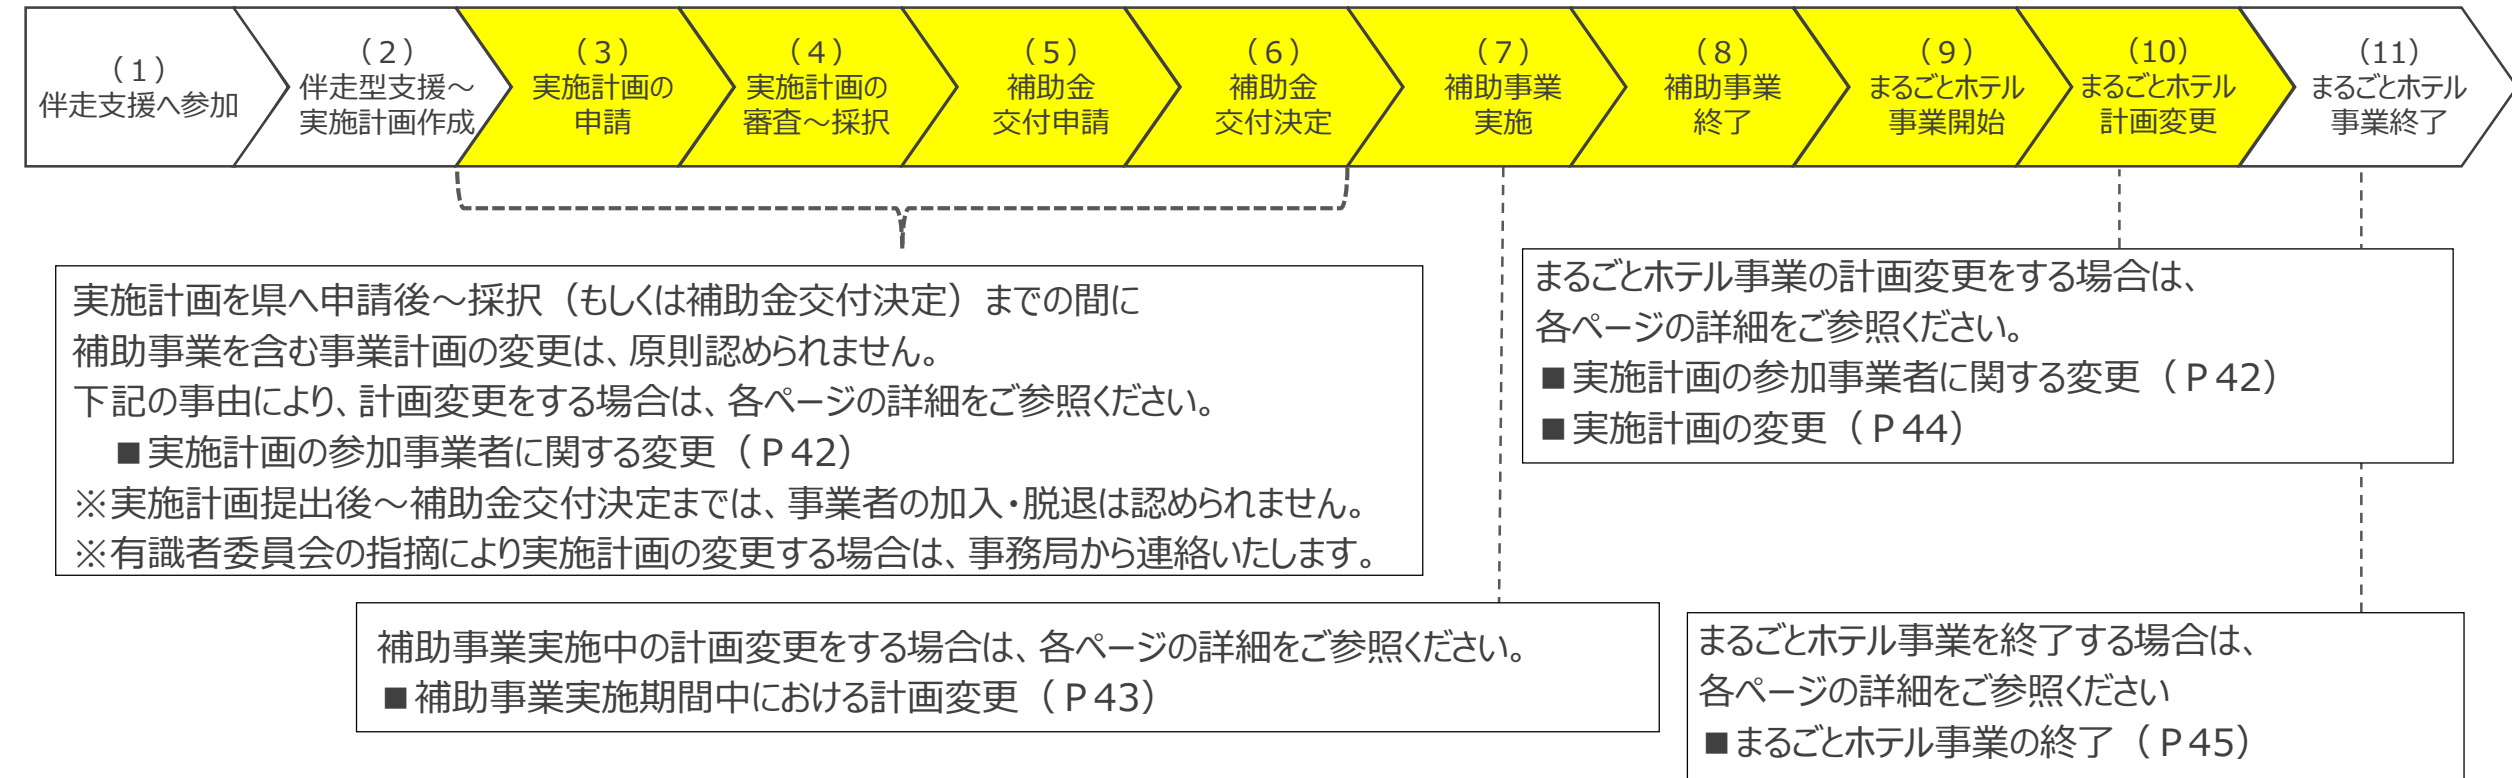 （１）
伴走支援へ参加
（２）
伴走型支援～
実施計画作成
（３）
実施計画の
申請
（４）
実施計画の
審査～採択
（５）
補助金
交付申請
（６）
補助金
交付決定
（７）
補助事業
実施
（８）
補助事業
終了
（９）
まるごとホテル
事業開始
（10）
まるごとホテル
計画変更
（11）
まるごとホテル
事業終了
実施計画を県へ申請後～採択（もしくは補助金交付決定）までの間に
補助事業を含む事業計画の変更は、原則認められません。
下記の事由により、計画変更をする場合は、各ページの詳細をご参照ください。
■実施計画の参加事業者に関する変更（Ｐ42）
※実施計画提出後～補助金交付決定までは、事業者の加入・脱退は認められません。
※有識者委員会の指摘により実施計画の変更する場合は、事務局から連絡いたします。
まるごとホテル事業の計画変更をする場合は、
各ページの詳細をご参照ください。
■実施計画の参加事業者に関する変更（Ｐ42）
■実施計画の変更（Ｐ44）
補助事業実施中の計画変更をする場合は、各ページの詳細をご参照ください。
■補助事業実施期間中における計画変更（Ｐ43）
まるごとホテル事業を終了する場合は、
各ページの詳細をご参照ください
■まるごとホテル事業の終了（Ｐ45）